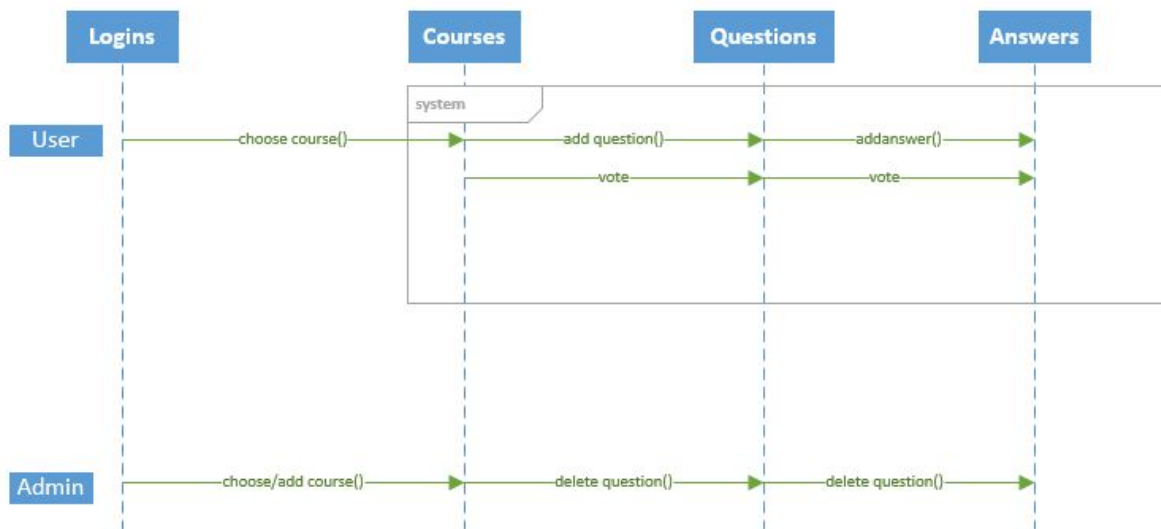 Logins Courses Questions Answers
system
User choose course() add question() addanswer()
vote vote
Admin choose/add course() delete question() delete question()